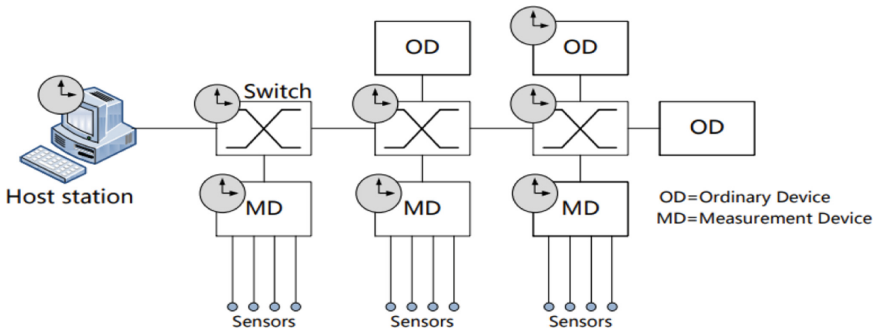 OD
OD
Switch
OD
Host station
MD
MD
MD
OD=Ordinary Device
MD=Measurement Device
Sensors
Sensors
Sensors